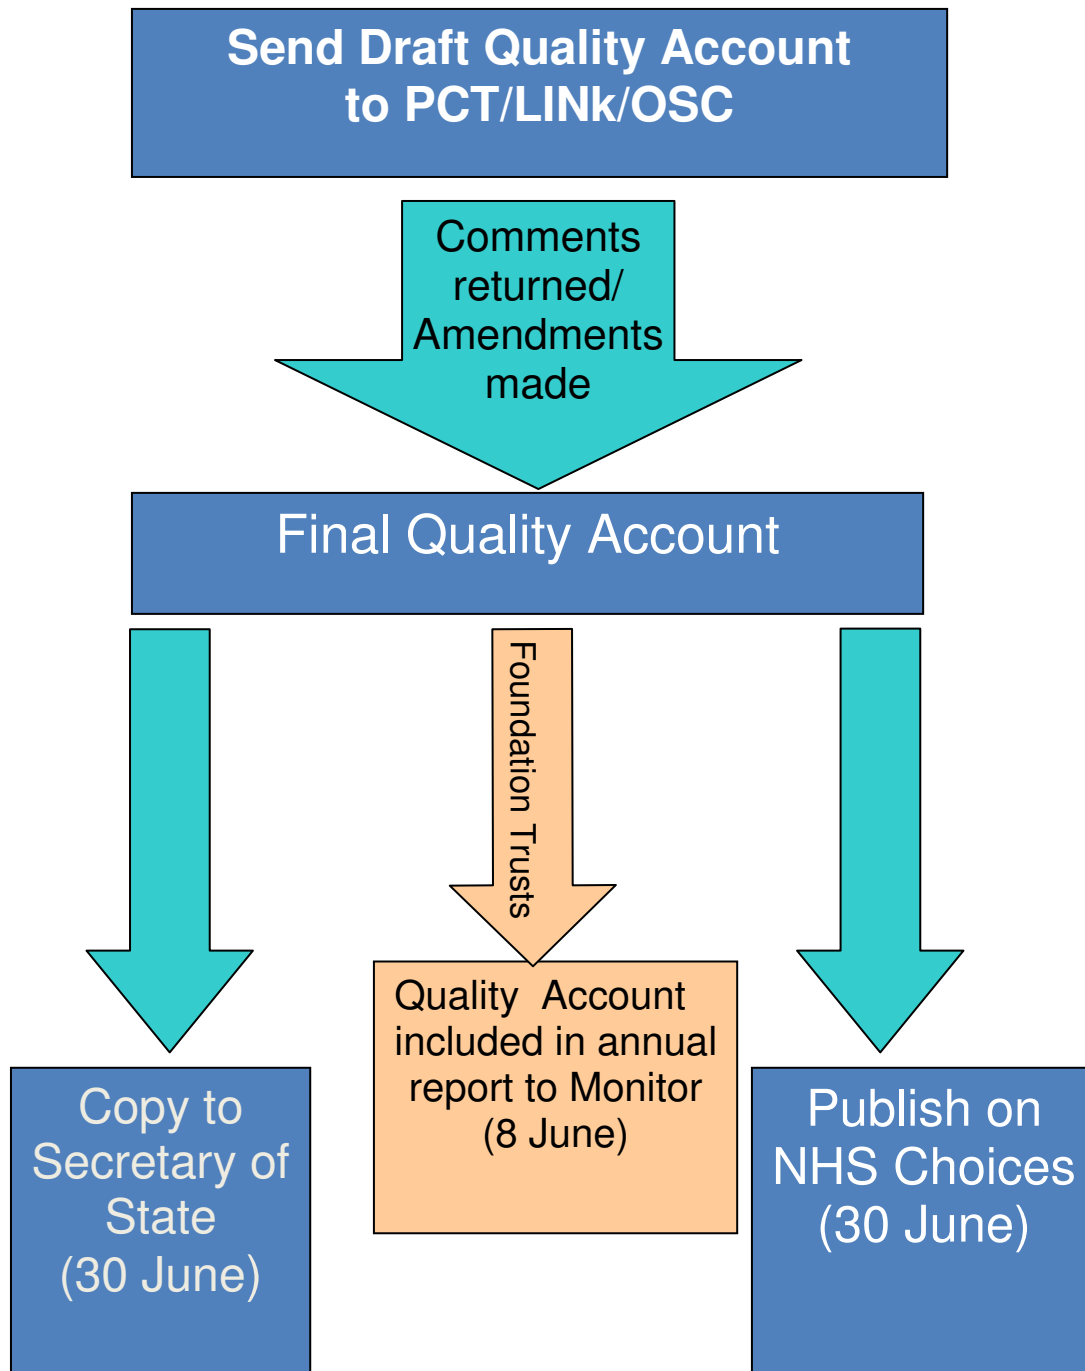 Send Draft Quality Account
to PCT/LINk/OSC
Comments
returned/
Amendments
made
Final Quality Account
Foundation Trusts
Copy to
Secretary of
State
(30 June)
Quality Account
included in annual
report to Monitor
(8 June)
Publish on
NHS Choices
(30 June)